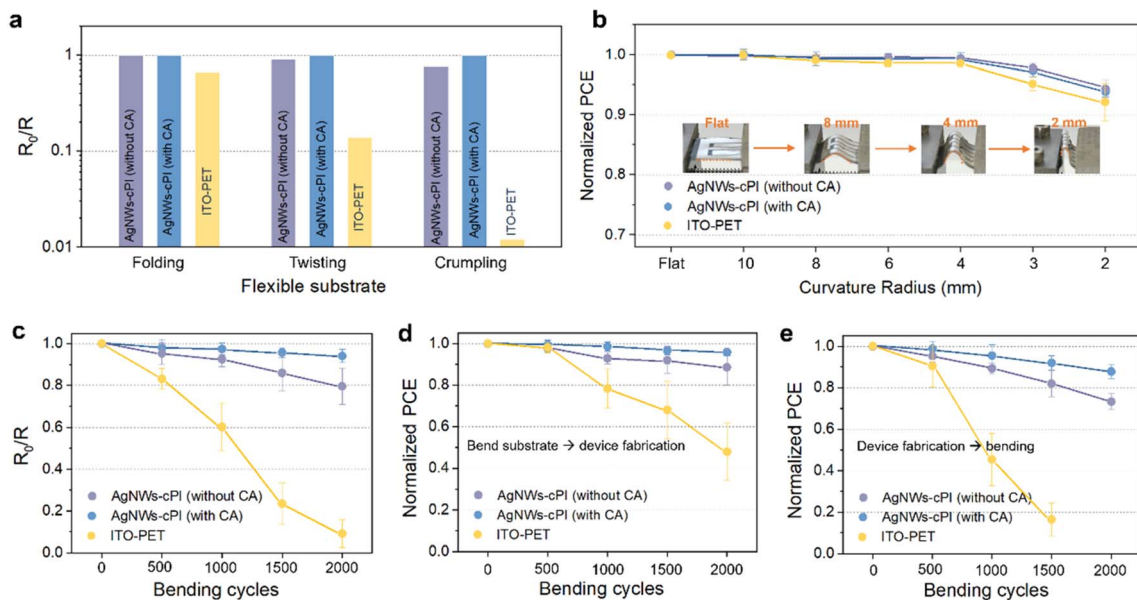 a
R₀/R
1
0.1
0.01
AgNWs-cPI (without CA)
AgNWs-cPI (with CA)
ITO-PET
AgNWs-cPI (without CA)
AgNWs-cPI (with CA)
ITO-PET
AgNWs-cPI (without CA)
AgNWs-cPI (with CA)
ITO-PET
Folding
Twisting
Crumpling
Flexible substrate
b
Normalized PCE
1.0
0.9
0.8
0.7
Flat
8 mm
4 mm
2 mm
AgNWs-cPI (without CA)
AgNWs-cPI (with CA)
ITO-PET
Flat 10 8 6 4 3 2
Curvature Radius (mm)
c
R₀/R
1.0
0.8
0.6
0.4
0.2
0.0
AgNWs-cPI (without CA)
AgNWs-cPI (with CA)
ITO-PET
0 500 1000 1500 2000
Bending cycles
d
Normalized PCE
1.0
0.8
0.6
0.4
0.2
0.0
Bend substrate → device fabrication
AgNWs-cPI (without CA)
AgNWs-cPI (with CA)
ITO-PET
0 500 1000 1500 2000
Bending cycles
e
Normalized PCE
1.0
0.8
0.6
0.4
0.2
0.0
Device fabrication → bending
AgNWs-cPI (without CA)
AgNWs-cPI (with CA)
ITO-PET
0 500 1000 1500 2000
Bending cycles